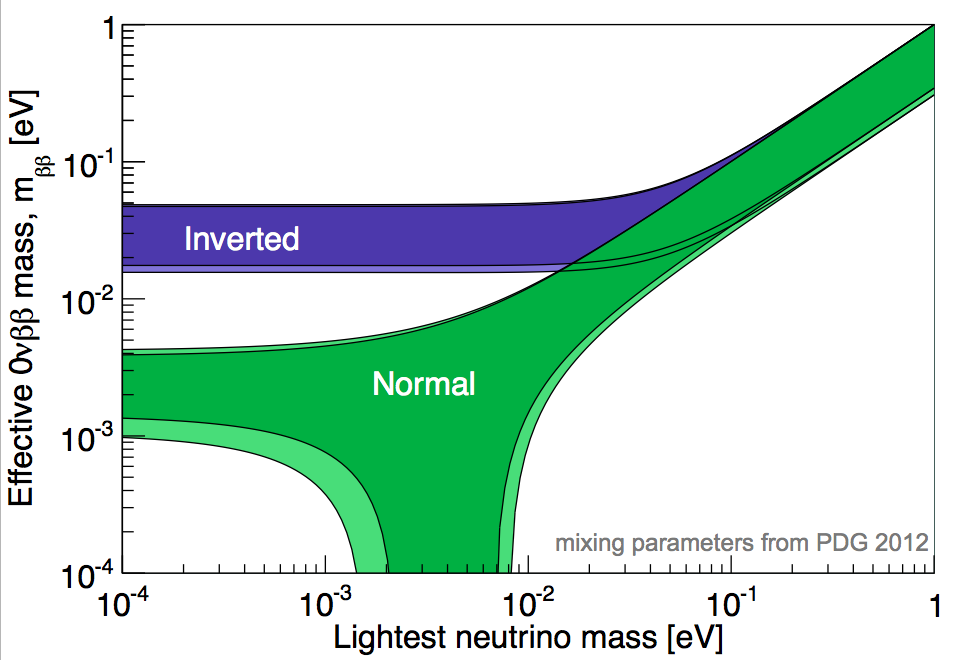 Effective 0νββ mass, mββ [eV]
1
10-1
10-2
10-3
10-4
Inverted
Normal
mixing parameters from PDG 2012
10-4
10-3
10-2
10-1
1
Lightest neutrino mass [eV]